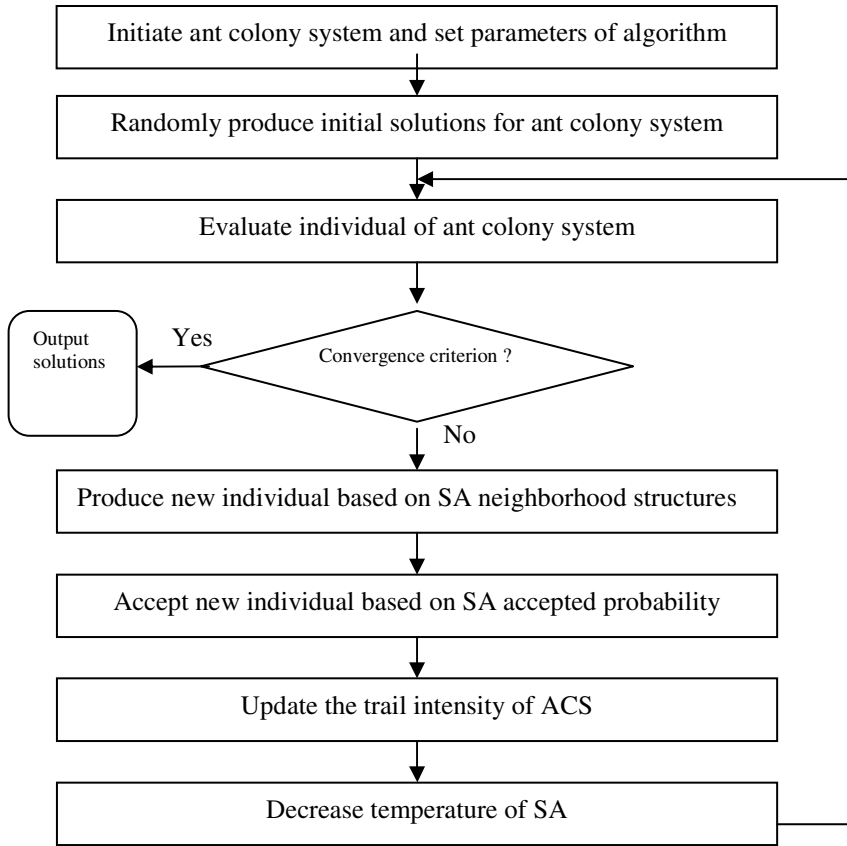 Initiate ant colony system and set parameters of algorithm
Randomly produce initial solutions for ant colony system
Evaluate individual of ant colony system
Output
solutions
Yes
Convergence criterion ?
No
Produce new individual based on SA neighborhood structures
Accept new individual based on SA accepted probability
Update the trail intensity of ACS
Decrease temperature of SA